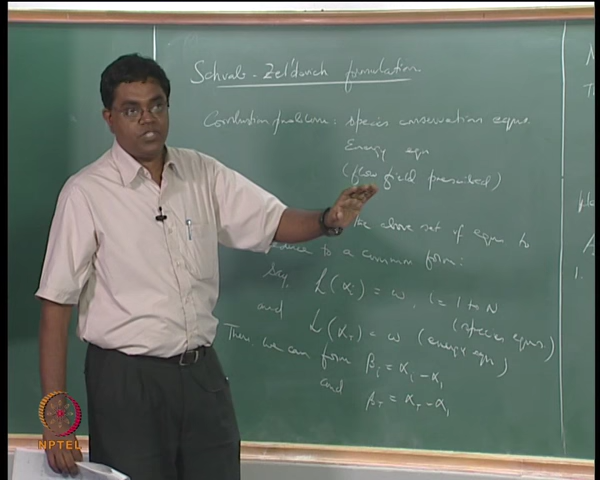 Schvab-Zel'dovich formulation
Combustion problem: species conservation eqns
Energy eqn
(flow field prescribed)
the above set of eqns to
reduce to a common form:
Say, L(αi) = ω, i = 1 to N
(species eqns)
and L(αT) = ω (energy eqn)
Then, we can form βi = αi - α1
and βT = αT - α1
1.
NPTEL